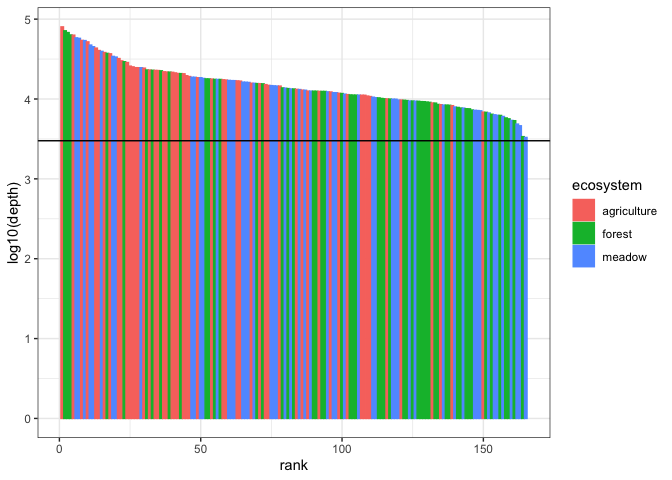 5
4
3
2
1
0
log10(depth)
0
50
100
150
rank
ecosystem
agriculture
forest
meadow